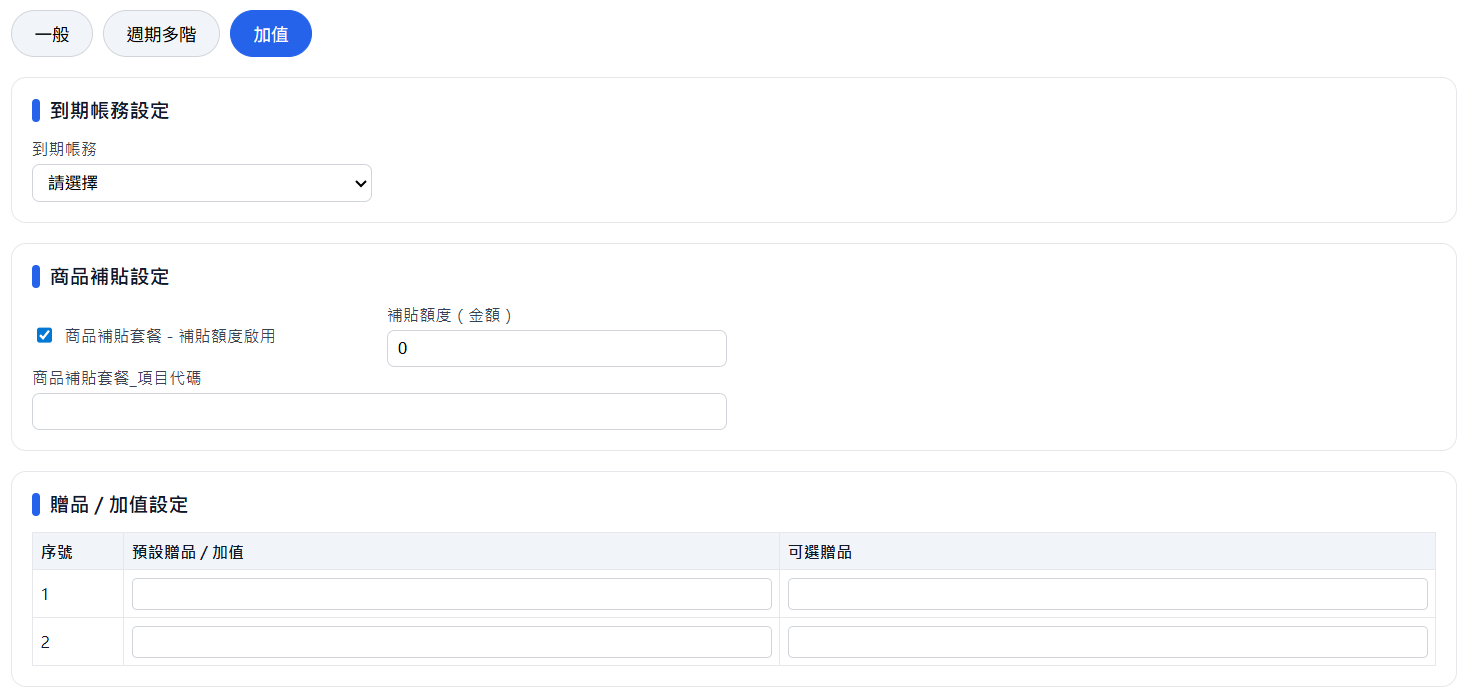 一般 週期多階 加值
到期帳務設定
到期帳務
請選擇
商品補貼設定
商品補貼套餐 - 補貼額度啟用
補貼額度 ( 金額 )
0
商品補貼套餐_項目代碼
贈品 / 加值設定
序號 預設贈品 / 加值 可選贈品
1
2